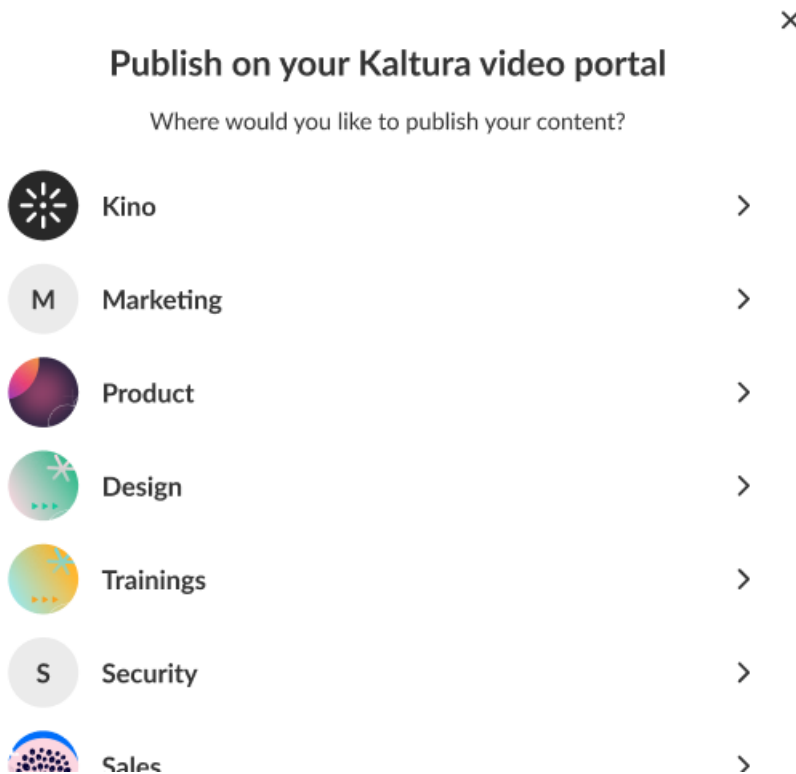 Publish on your Kaltura video portal
Where would you like to publish your content?
Kino
M Marketing
Product
Design
Trainings
S Security
Sales